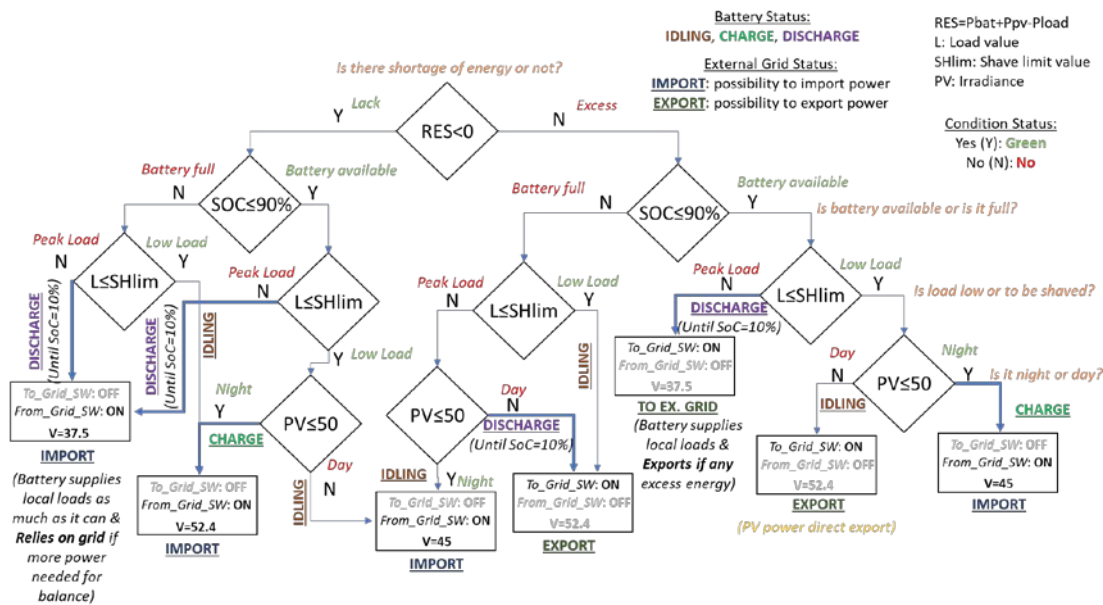 Battery Status:
IDLING, CHARGE, DISCHARGE
External Grid Status:
IMPORT: possibility to import power
EXPORT: possibility to export power
RES=Pbat+Ppv-Pload
L: Load value
SHlim: Shave limit value
PV: Irradiance
Condition Status:
Yes (Y): Green
No (N): No
Is there shortage of energy or not?
Lack
Y
RES<0
Excess
N
Battery full
N
SOC≤90%
Battery available
Y
Battery full
N
SOC≤90%
Battery available
Y
Is battery available or is it full?
Peak Load
N
L≤SHlim
Low Load
Y
Peak Load
N
L≤SHlim
Y
Low Load
Peak Load
N
L≤SHlim
Low Load
Y
Peak Load
N
L≤SHlim
Low Load
Y
Is load low or to be shaved?
DISCHARGE
(Until SoC=10%)
DISCHARGE
(Until SoC=10%)
IDLING
IDLING
DISCHARGE
(Until SoC=10%)
To_Grid_SW: ON
From_Grid_SW: OFF
V=37.5
TO EX. GRID
(Battery supplies
local loads &
Exports if any
excess energy)
Night
Y
CHARGE
PV≤50
Day
N
IDLING
PV≤50
Day
N
DISCHARGE
(Until SoC=10%)
IDLING
Y
Night
Day
N
IDLING
PV≤50
Night
Y
Is it night or day?
CHARGE
To_Grid_SW: OFF
From_Grid_SW: ON
V=37.5
IMPORT
(Battery supplies
local loads as
much as it can &
Relies on grid if
more power
needed for
balance)
To_Grid_SW: OFF
From_Grid_SW: ON
V=52.4
IMPORT
To_Grid_SW: OFF
From_Grid_SW: ON
V=45
IMPORT
To_Grid_SW: ON
From_Grid_SW: OFF
V=52.4
EXPORT
To_Grid_SW: ON
From_Grid_SW: OFF
V=52.4
EXPORT
(PV power direct export)
To_Grid_SW: OFF
From_Grid_SW: ON
V=45
IMPORT